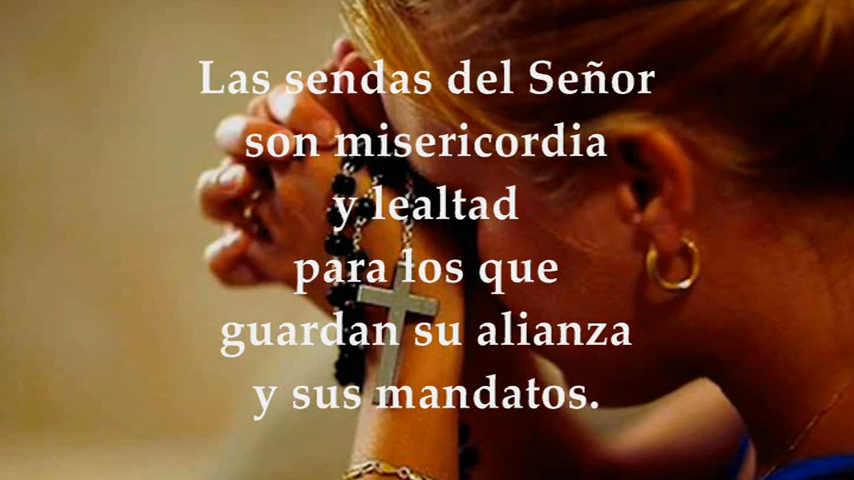 Las sendas del Señor
son misericordia
y lealtad
para los que
guardan su alianza
y sus mandatos.